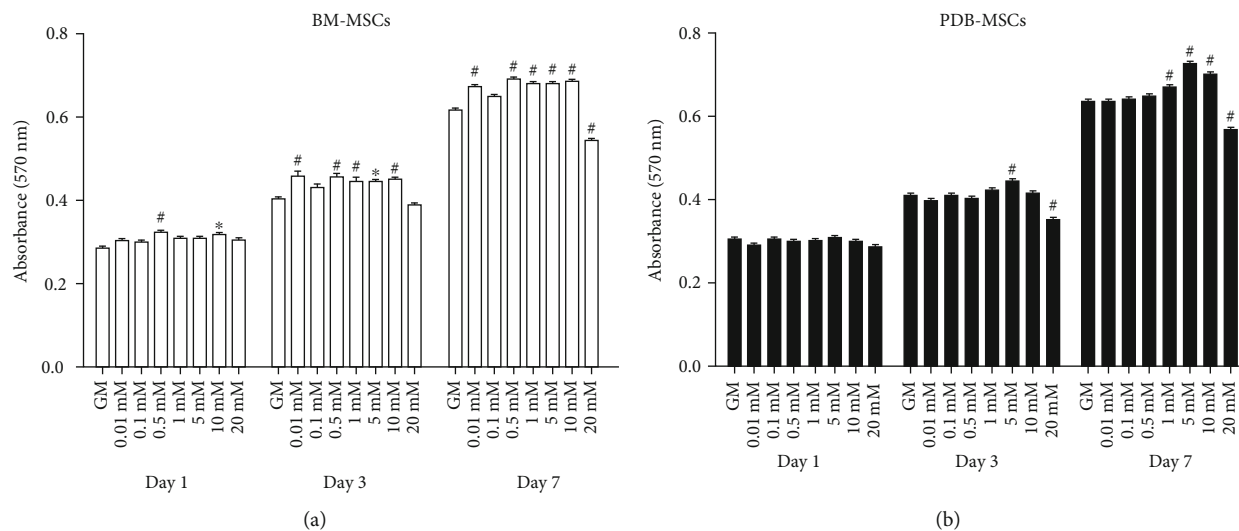 BM-MSCs
0.8
0.6
0.4
0.2
0.0
Absorbance (570 nm)
# # # # # #
# # # * #
# *
GM 0.01 mM 0.1 mM 0.5 mM 1 mM 5 mM 10 mM 20 mM
GM 0.01 mM 0.1 mM 0.5 mM 1 mM 5 mM 10 mM 20 mM
GM 0.01 mM 0.1 mM 0.5 mM 1 mM 5 mM 10 mM 20 mM
Day 1 Day 3 Day 7
(a)
PDB-MSCs
0.8
0.6
0.4
0.2
0.0
Absorbance (570 nm)
# # # #
# #
GM 0.01 mM 0.1 mM 0.5 mM 1 mM 5 mM 10 mM 20 mM
GM 0.01 mM 0.1 mM 0.5 mM 1 mM 5 mM 10 mM 20 mM
GM 0.01 mM 0.1 mM 0.5 mM 1 mM 5 mM 10 mM 20 mM
Day 1 Day 3 Day 7
(b)